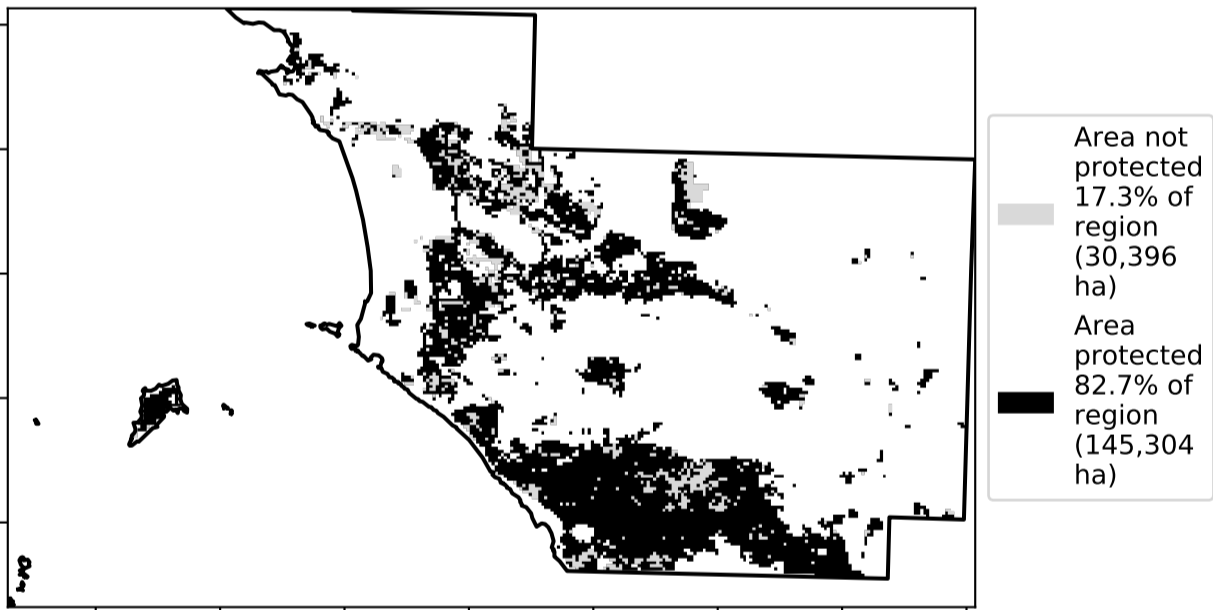 Area not
protected
17.3% of
region
(30,396
ha)
Area
protected
82.7% of
region
(145,304
ha)